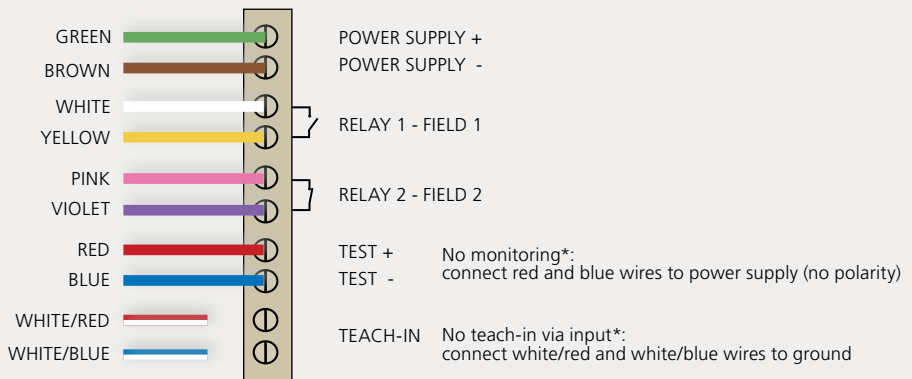 GREEN
POWER SUPPLY +
BROWN
POWER SUPPLY -
WHITE
RELAY 1 - FIELD 1
YELLOW
PINK
RELAY 2 - FIELD 2
VIOLET
RED
TEST +
No monitoring*:
BLUE
TEST -
connect red and blue wires to power supply (no polarity)
WHITE/RED
TEACH-IN
No teach-in via input*:
WHITE/BLUE
connect white/red and white/blue wires to ground